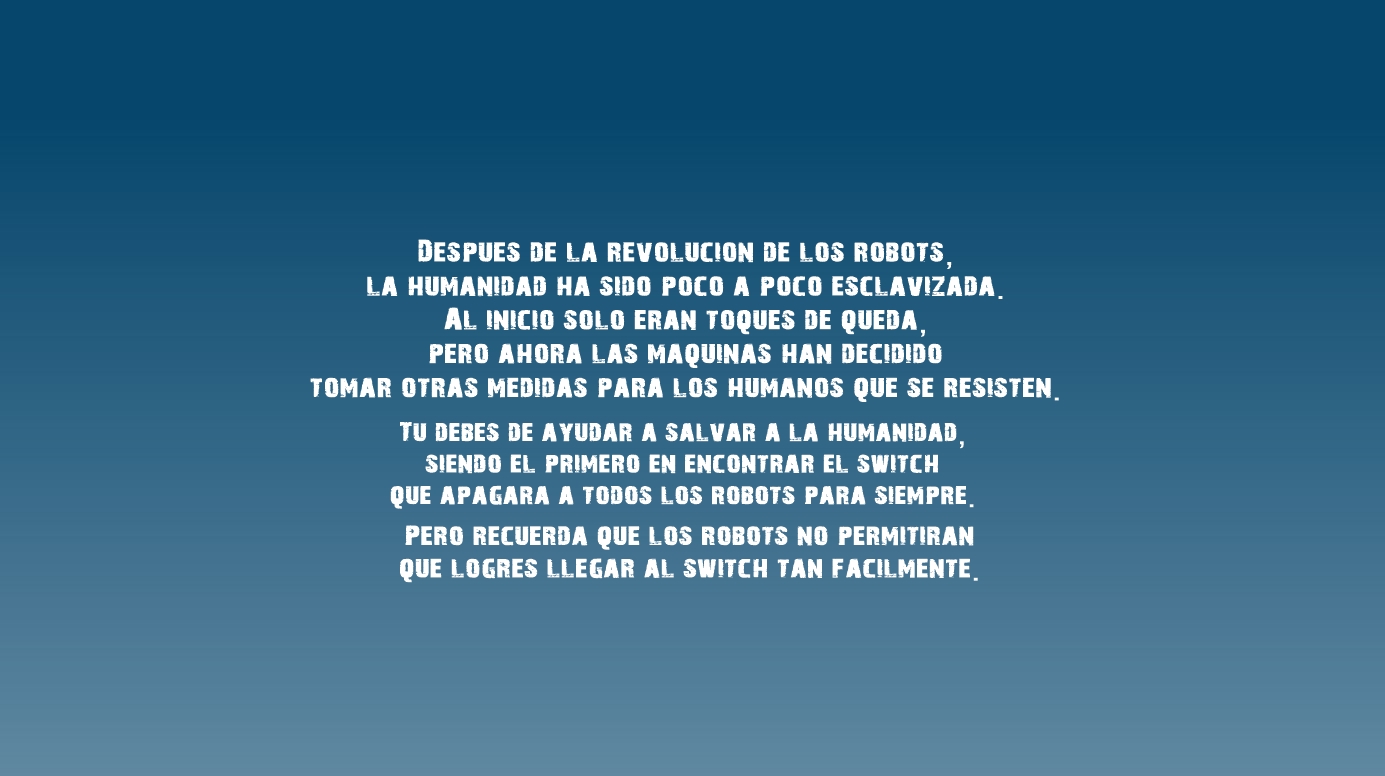 Despues de la revolucion de los robots,
la humanidad ha sido poco a poco esclavizada.
Al inicio solo eran toques de queda,
pero ahora las maquinas han decidido
tomar otras medidas para los humanos que se resisten.
Tu debes de ayudar a salvar a la humanidad,
siendo el primero en encontrar el switch
que apagara a todos los robots para siempre.
Pero recuerda que los robots no permitiran
que logres llegar al switch tan facilmente.